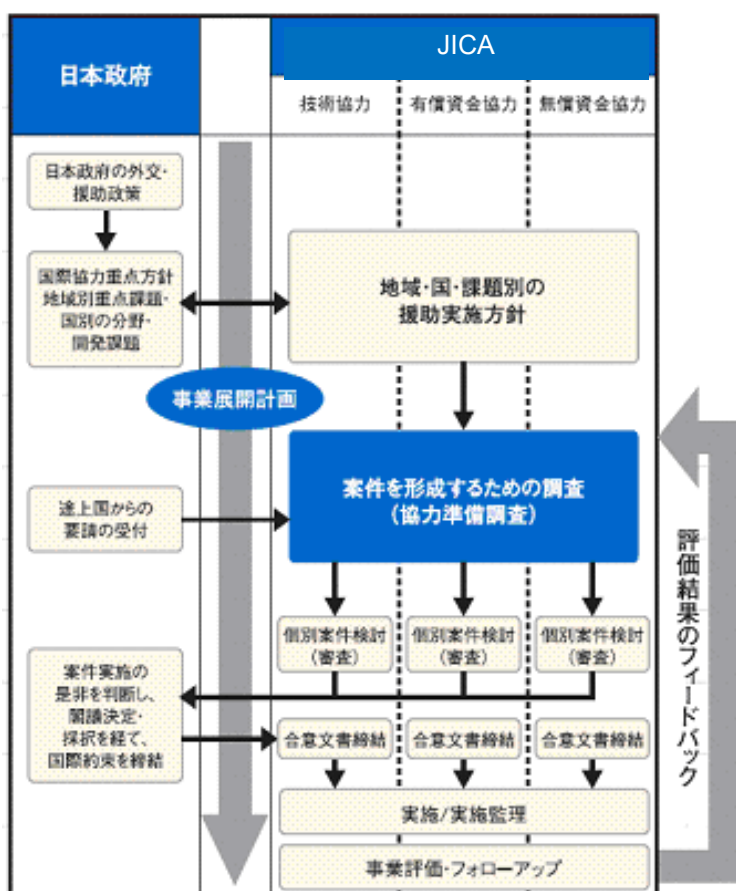 日本政府
JICA
技術協力
有償資金協力
無償資金協力
日本政府の外交・
援助政策
国際協力重点方針
地域別重点課題・
国別の分野・
開発課題
地域・国・課題別の
援助実施方針
事業展開計画
途上国からの
要請の受付
案件を形成するための調査
（協力準備調査）
個別案件検討
（審査）
個別案件検討
（審査）
個別案件検討
（審査）
案件実施の
是非を判断し、
閣議決定・
採択を経て、
国際約束を締結
合意文書締結
合意文書締結
合意文書締結
実施/実施監理
事業評価・フォローアップ
評価結果のフィードバック